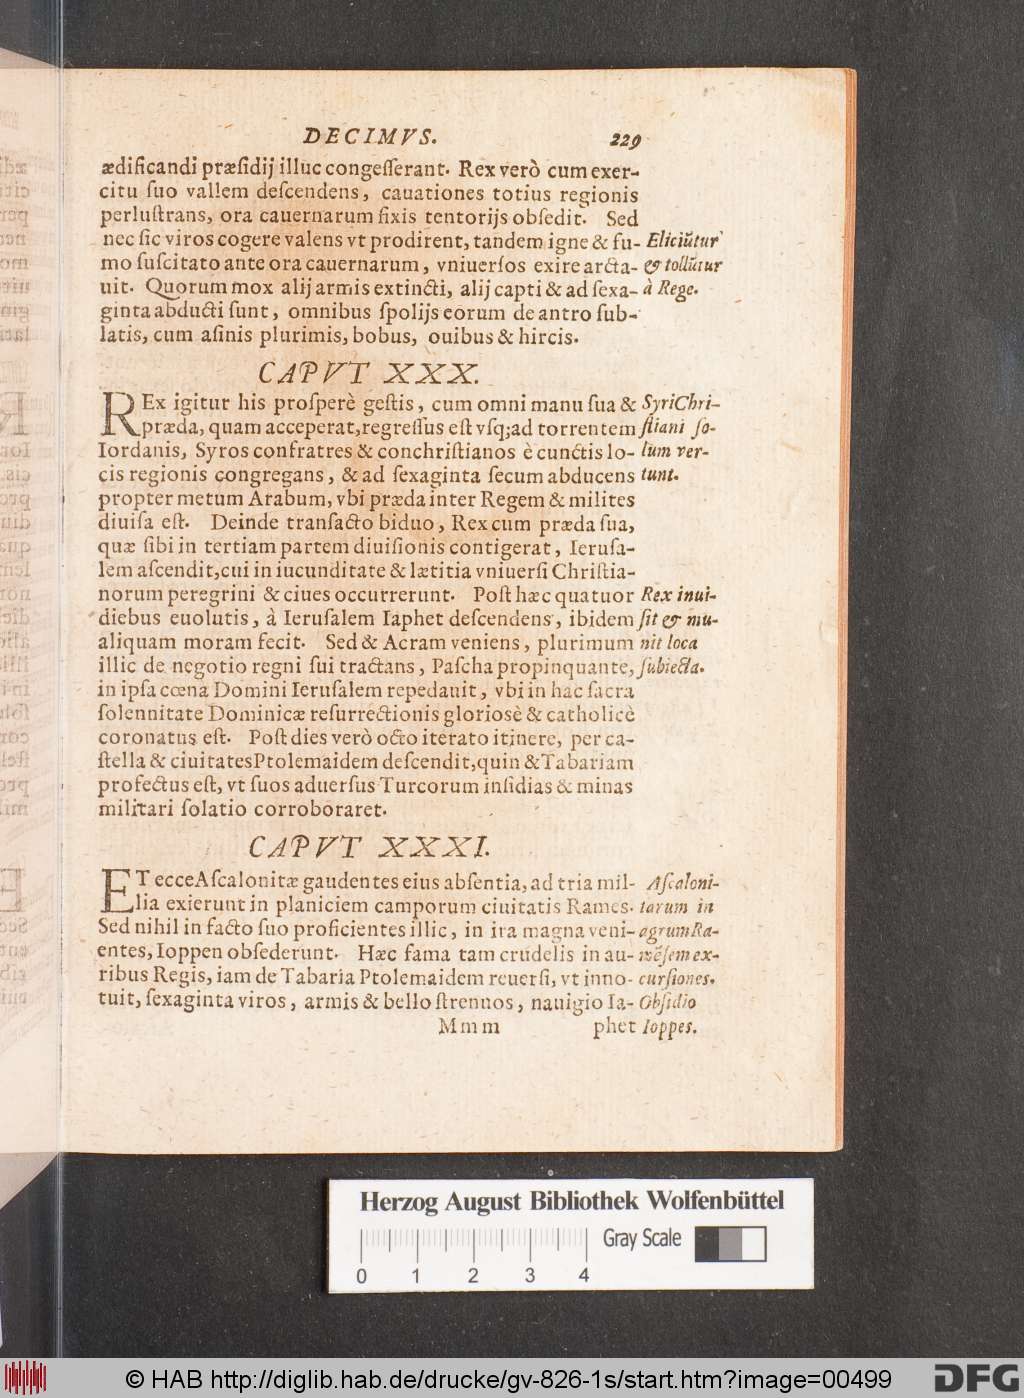 DECIMVS. 229
ædificandi præſidij illuc congeſſerant. Rex verò cum exer-
citu ſuo vallem deſcendens, cauationes totius regionis
perluſtrans, ora cauernarum fixis tentorijs obſedit. Sed
nec ſic viros cogere valens vt prodirent, tandem igne & fu-
mo ſuſcitato ante ora cauernarum, vniuerſos exire arcta-
uit. Quorum mox alij armis extincti, alij capti & ad ſexa-
ginta abducti ſunt, omnibus ſpolijs eorum de antro ſub-
latis, cum aſinis plurimis, bobus, ouibus & hircis.
Eliciũtur
& tollũtur
à Rege.
CAPVT XXX.
REx igitur his proſperè geſtis, cum omni manu ſua &
præda, quam acceperat, regreſſus eſt vſq; ad torrentem
Iordanis, Syros confratres & conchriſtianos è cunctis lo-
cis regionis congregans, & ad ſexaginta ſecum abducens
propter metum Arabum, vbi præda inter Regem & milites
diuiſa eſt. Deinde tranſacto biduo, Rex cum præda ſua,
quæ ſibi in tertiam partem diuiſionis contigerat, Ieruſa-
lem aſcendit, cui in iucunditate & lætitia vniuerſi Chriſtia-
norum peregrini & ciues occurrerunt. Poſt hæc quatuor
diebus euolutis, à Ieruſalem Iaphet deſcendens, ibidem
aliquam moram fecit. Sed & Acram veniens, plurimum
illic de negotio regni ſui tractans, Paſcha propinquante,
in ipſa cœna Domini Ieruſalem repedauit, vbi in hac ſacra
ſolennitate Dominicæ reſurrectionis glorioſè & catholicè
coronatus eſt. Poſt dies verò octo iterato itinere, per ca-
ſtella & ciuitates Ptolemaidem deſcendit, quin & Tabariam
profectus eſt, vt ſuos aduerſus Turcorum inſidias & minas
militari ſolatio corroboraret.
Syri Chri-
ſtiani ſo-
lum ver-
tunt.
Rex inui-
ſit & mu-
nit loca
ſubiecta.
CAPVT XXXI.
ET ecce Aſcalonitæ gaudentes eius abſentia, ad tria mil-
lia exierunt in planiciem camporum ciuitatis Rames.
Sed nihil in facto ſuo proficientes illic, in ira magna veni-
entes, Ioppen obſederunt. Hæc fama tam crudelis in au-
ribus Regis, iam de Tabaria Ptolemaidem reuerſi, vt inno-
tuit, ſexaginta viros, armis & bello ſtrenuos, nauigio Ia-
Aſcaloni-
tarum in
agrum Ra-
mẽſem ex-
curſiones.
Obſidio
Ioppes.
Mmm phet
Herzog August Bibliothek Wolfenbüttel
Gray Scale
0 1 2 3 4
© HAB http://diglib.hab.de/drucke/gv-826-1s/start.htm?image=00499
DFG